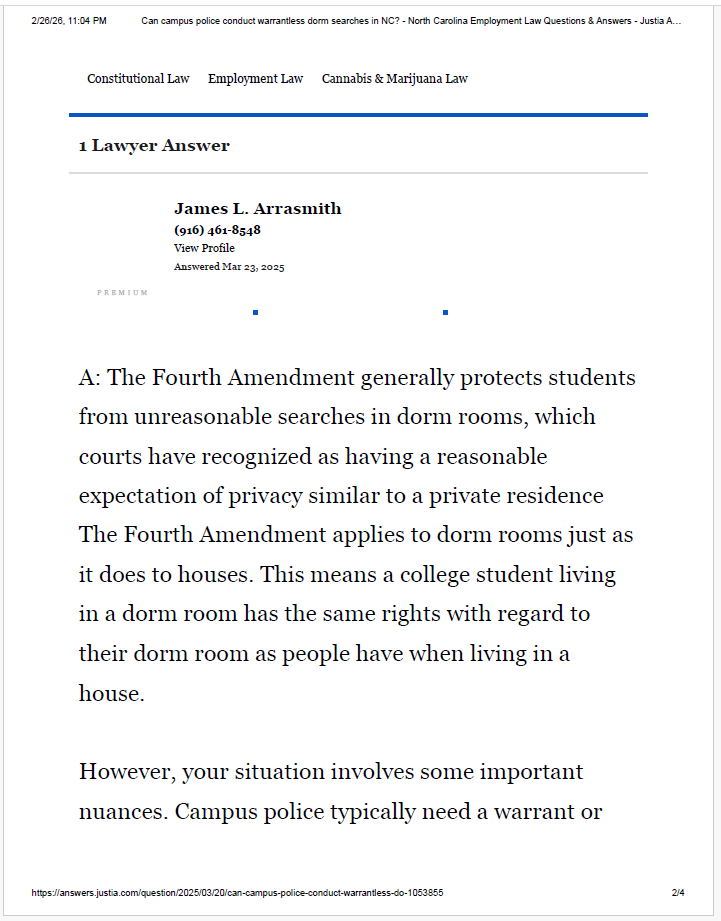 2/26/26, 11:04 PM Can campus police conduct warrantless dorm searches in NC? - North Carolina Employment Law Questions & Answers - Justia A...
Constitutional Law Employment Law Cannabis & Marijuana Law
1 Lawyer Answer
James L. Arrasmith
(916) 461-8548
View Profile
Answered Mar 23, 2025
PREMIUM
A: The Fourth Amendment generally protects students
from unreasonable searches in dorm rooms, which
courts have recognized as having a reasonable
expectation of privacy similar to a private residence
The Fourth Amendment applies to dorm rooms just as
it does to houses. This means a college student living
in a dorm room has the same rights with regard to
their dorm room as people have when living in a
house.
However, your situation involves some important
nuances. Campus police typically need a warrant or
https://answers.justia.com/question/2025/03/20/can-campus-police-conduct-warrantless-do-1053855 2/4